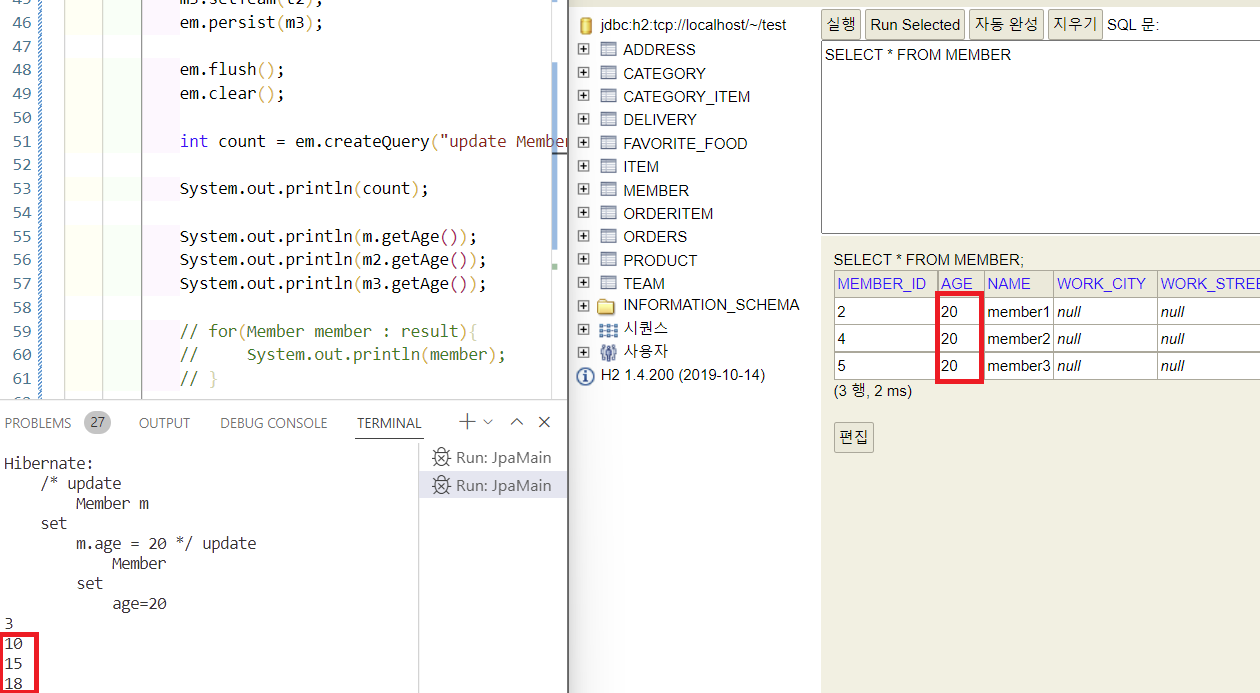 45 m3.setTeam(t2);
46 em.persist(m3);
47
48 em.flush();
49 em.clear();
50
51 int count = em.createQuery("update Member
52
53 System.out.println(count);
54
55 System.out.println(m.getAge());
56 System.out.println(m2.getAge());
57 System.out.println(m3.getAge());
58
59 // for(Member member : result){
60 //     System.out.println(member);
61 // }
PROBLEMS 27 OUTPUT DEBUG CONSOLE TERMINAL
Run: JpaMain
Run: JpaMain
Hibernate:
/* update
Member m
set
m.age = 20 */ update
Member
set
age=20
3
10
15
18
jdbc:h2:tcp://localhost/~/test
ADDRESS
CATEGORY
CATEGORY_ITEM
DELIVERY
FAVORITE_FOOD
ITEM
MEMBER
ORDERITEM
ORDERS
PRODUCT
TEAM
INFORMATION_SCHEMA
시퀀스
사용자
H2 1.4.200 (2019-10-14)
실행 Run Selected 자동 완성 지우기 SQL 문:
SELECT * FROM MEMBER
SELECT * FROM MEMBER;
MEMBER_ID AGE NAME WORK_CITY WORK_STREE
2 20 member1 null null
4 20 member2 null null
5 20 member3 null null
(3 행, 2 ms)
편집